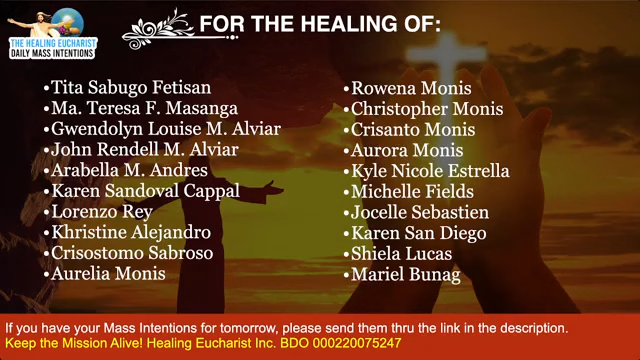 THE HEALING EUCHARIST
DAILY MASS INTENTIONS
FOR THE HEALING OF:
•Tita Sabugo Fetisan
•Ma. Teresa F. Masanga
•Gwendolyn Louise M. Alviar
•John Rendell M. Alviar
•Arabella M. Andres
•Karen Sandoval Cappal
•Lorenzo Rey
•Khristine Alejandro
•Crisostomo Sabroso
•Aurelia Monis
•Rowena Monis
•Christopher Monis
•Crisanto Monis
•Aurora Monis
•Kyle Nicole Estrella
•Michelle Fields
•Jocelle Sebastien
•Karen San Diego
•Shiela Lucas
•Mariel Bunag
If you have your Mass Intentions for tomorrow, please send them thru the link in the description.
Keep the Mission Alive! Healing Eucharist Inc. BDO 000220075247